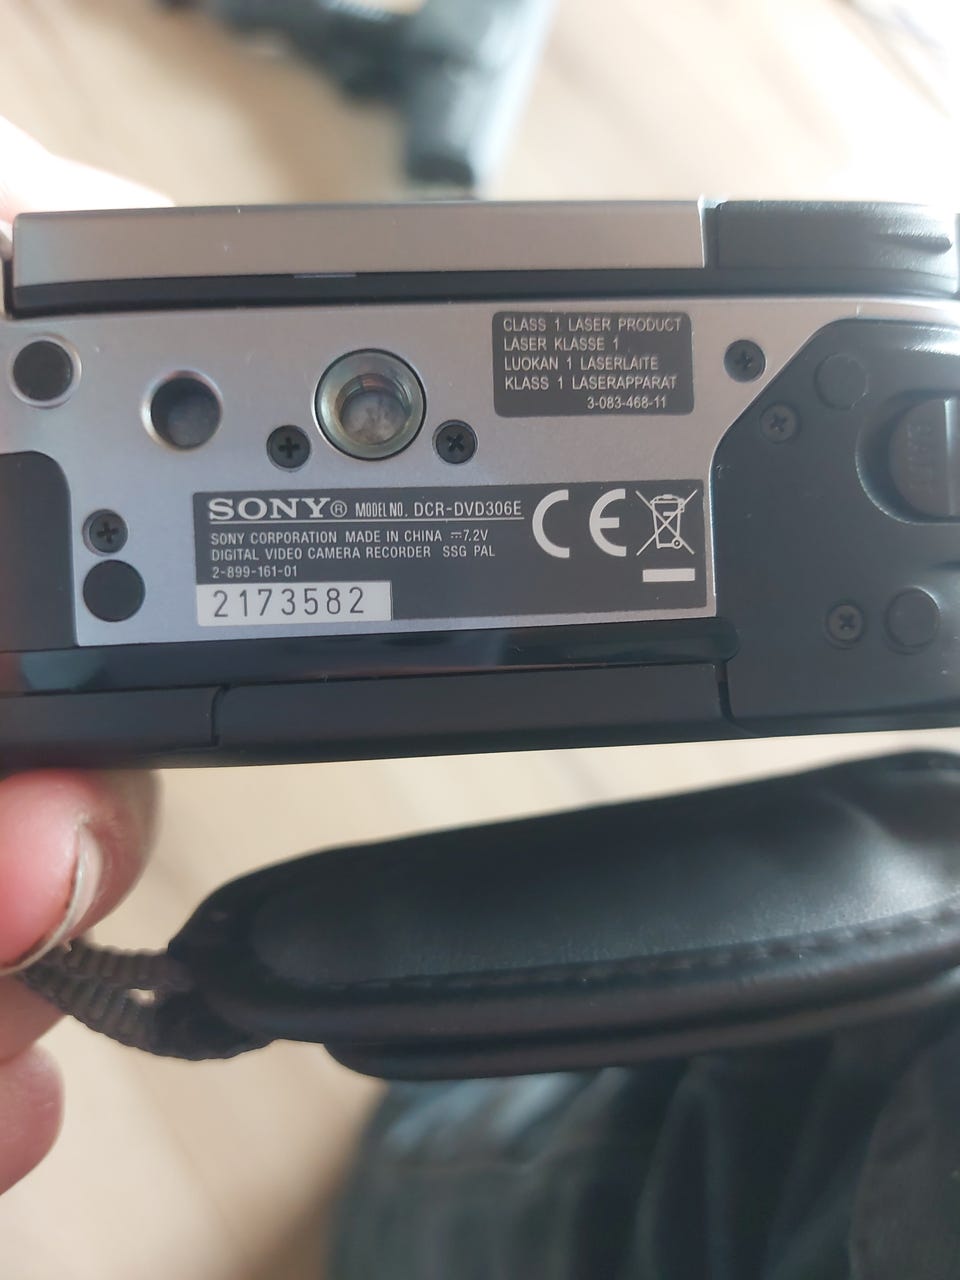 CLASS 1 LASER PRODUCT
LASER KLASSE 1
LUOKAN 1 LASERLAITE
KLASS 1 LASERAPPARAT
3-083-468-11
SONY® MODEL NO. DCR-DVD306E
SONY CORPORATION MADE IN CHINA ⎓7.2V
DIGITAL VIDEO CAMERA RECORDER SSG PAL
2-899-161-01
2173582
CE